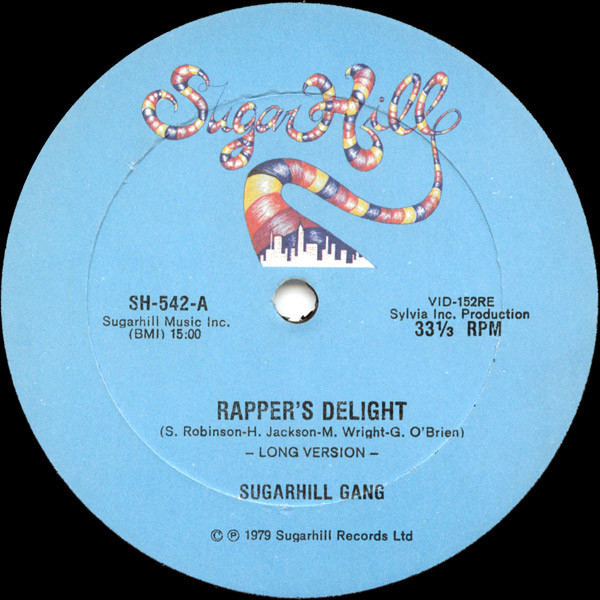 Sugar Hill
SH-542-A
Sugarhill Music Inc.
(BMI) 15:00
VID-152RE
Sylvia Inc. Production
33⅓ RPM
RAPPER'S DELIGHT
(S. Robinson-H. Jackson-M. Wright-G. O'Brien)
– LONG VERSION –
SUGARHILL GANG
© ℗ 1979 Sugarhill Records Ltd